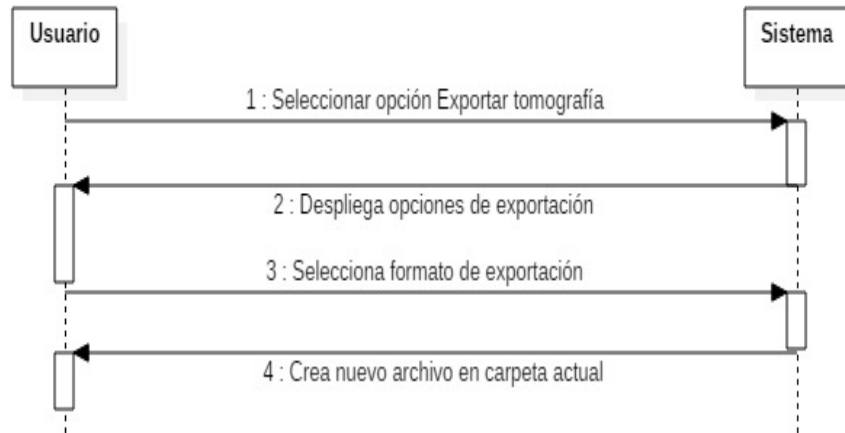 Usuario
Sistema
1 : Seleccionar opción Exportar tomografía
2 : Despliega opciones de exportación
3 : Selecciona formato de exportación
4 : Crea nuevo archivo en carpeta actual